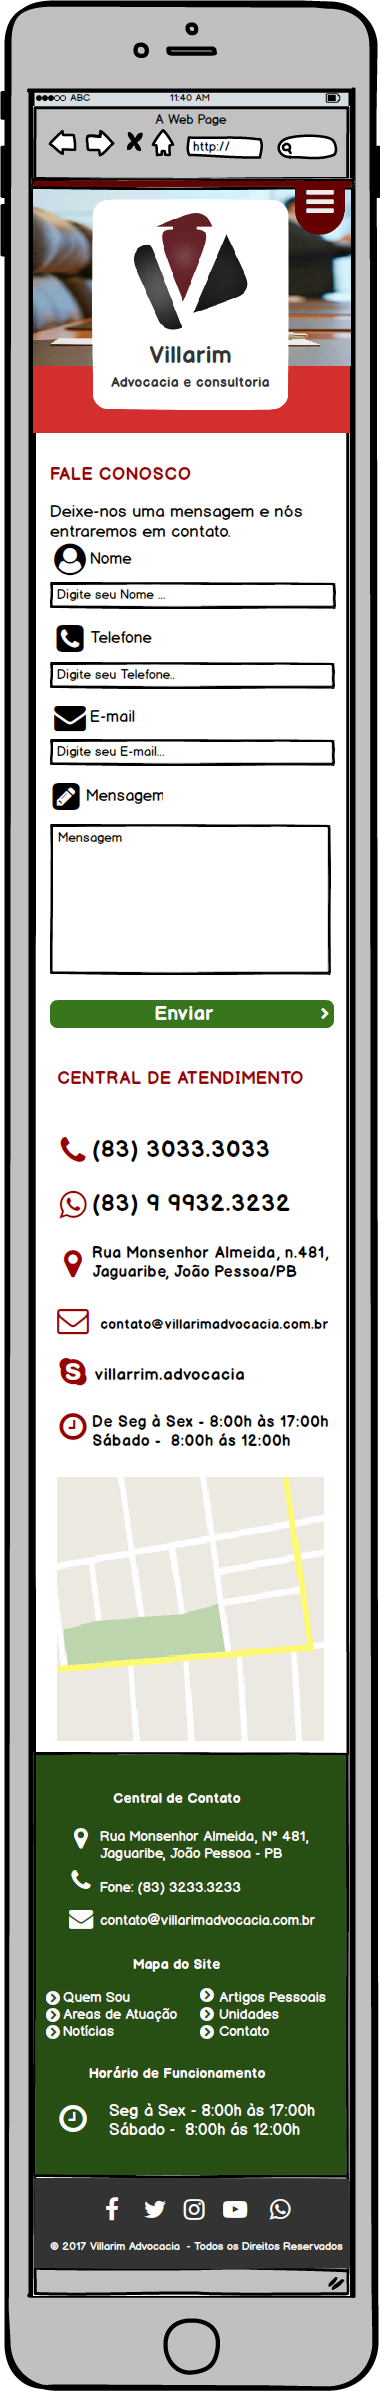 ABC
11:40 AM
A Web Page
http://
Villarim
Advocacia e consultoria
FALE CONOSCO
Deixe-nos uma mensagem e nós
entraremos em contato.
Nome
Digite seu Nome ...
Telefone
Digite seu Telefone..
E-mail
Digite seu E-mail...
Mensagem
Mensagem
Enviar
CENTRAL DE ATENDIMENTO
(83) 3033.3033
(83) 9 9932.3232
Rua Monsenhor Almeida, n.481,
Jaguaribe, João Pessoa/PB
contato@villarimadvocacia.com.br
villarrim.advocacia
De Seg à Sex - 8:00h às 17:00h
Sábado -  8:00h ás 12:00h
Central de Contato
Rua Monsenhor Almeida, Nº 481,
Jaguaribe, João Pessoa - PB
Fone: (83) 3233.3233
contato@villarimadvocacia.com.br
Mapa do Site
Quem Sou
Areas de Atuação
Notícias
Artigos Pessoais
Unidades
Contato
Horário de Funcionamento
Seg à Sex - 8:00h às 17:00h
Sábado -  8:00h ás 12:00h
© 2017 Villarim Advocacia  - Todos os Direitos Reservados